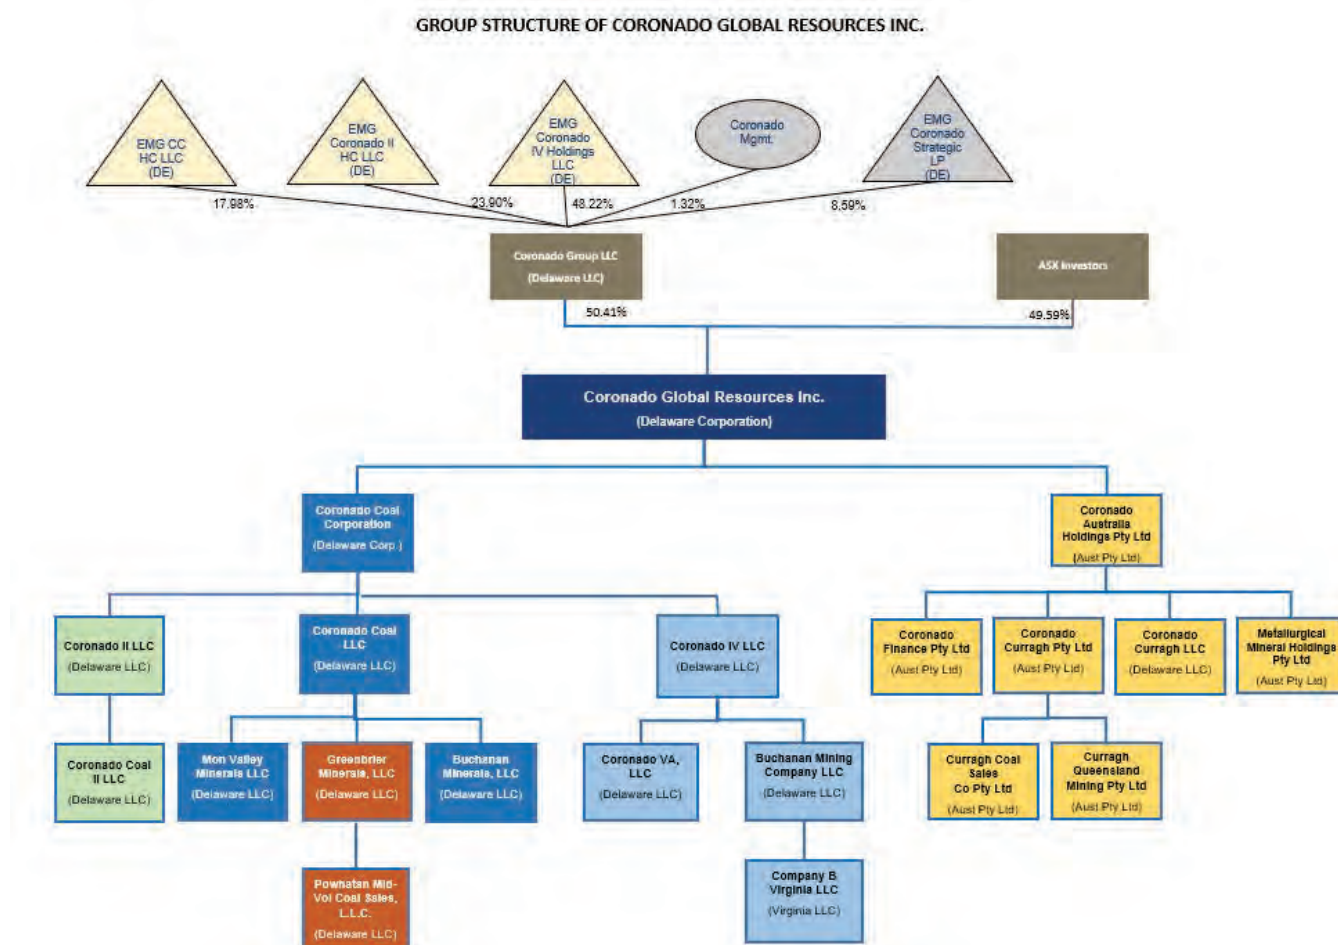 GROUP STRUCTURE OF CORONADO GLOBAL RESOURCES INC.
EMG CC
HC LLC
(DE)
EMG
Coronado II
HC LLC
(DE)
EMG
Coronado
IV Holdings
LLC
(DE)
Coronado
Mgmt.
EMG
Coronado
Strategic
LP
(DE)
17.98%
23.90%
48.22%
1.32%
8.59%
Coronado Group LLC
(Delaware LLC)
ASX Investors
50.41%
49.59%
Coronado Global Resources Inc.
(Delaware Corporation)
Coronado Coal
Corporation
(Delaware Corp.)
Coronado
Australia
Holdings Pty Ltd
(Aust Pty Ltd)
Coronado II LLC
(Delaware LLC)
Coronado Coal
LLC
(Delaware LLC)
Coronado IV LLC
(Delaware LLC)
Coronado
Finance Pty Ltd
(Aust Pty Ltd)
Coronado
Curragh Pty Ltd
(Aust Pty Ltd)
Coronado
Curragh LLC
(Delaware LLC)
Metallurgical
Mineral Holdings
Pty Ltd
(Aust Pty Ltd)
Coronado Coal
II LLC
(Delaware LLC)
Mon Valley
Minerals LLC
(Delaware LLC)
Greenbrier
Minerals, LLC
(Delaware LLC)
Buchanan
Minerals, LLC
(Delaware LLC)
Coronado VA,
LLC
(Delaware LLC)
Buchanan Mining
Company LLC
(Delaware LLC)
Curragh Coal
Sales
Co Pty Ltd
(Aust Pty Ltd)
Curragh
Queensland
Mining Pty Ltd
(Aust Pty Ltd)
Powhatan Mid-
Vol Coal Sales,
L.L.C.
(Delaware LLC)
Company B
Virginia LLC
(Virginia LLC)